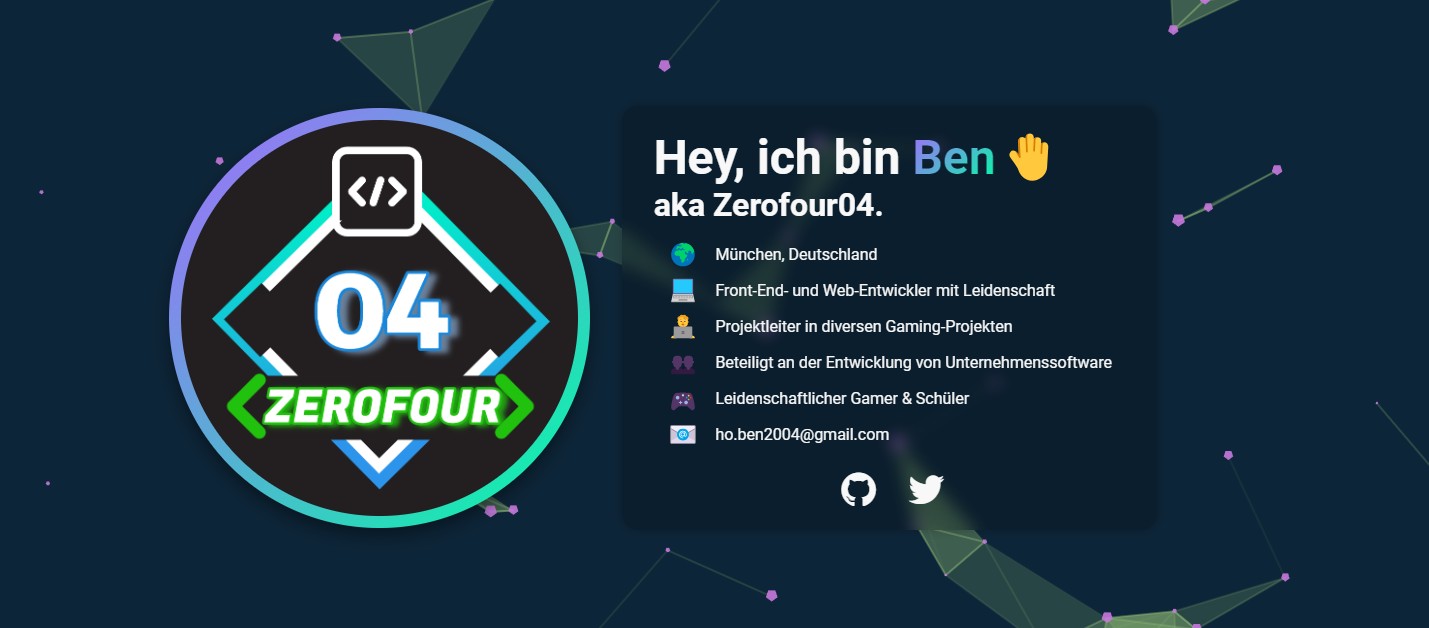 </>
04
ZEROFOUR
Hey, ich bin Ben 🤚
aka Zerofour04.
München, Deutschland
Front-End- und Web-Entwickler mit Leidenschaft
Projektleiter in diversen Gaming-Projekten
Beteiligt an der Entwicklung von Unternehmenssoftware
Leidenschaftlicher Gamer & Schüler
ho.ben2004@gmail.com